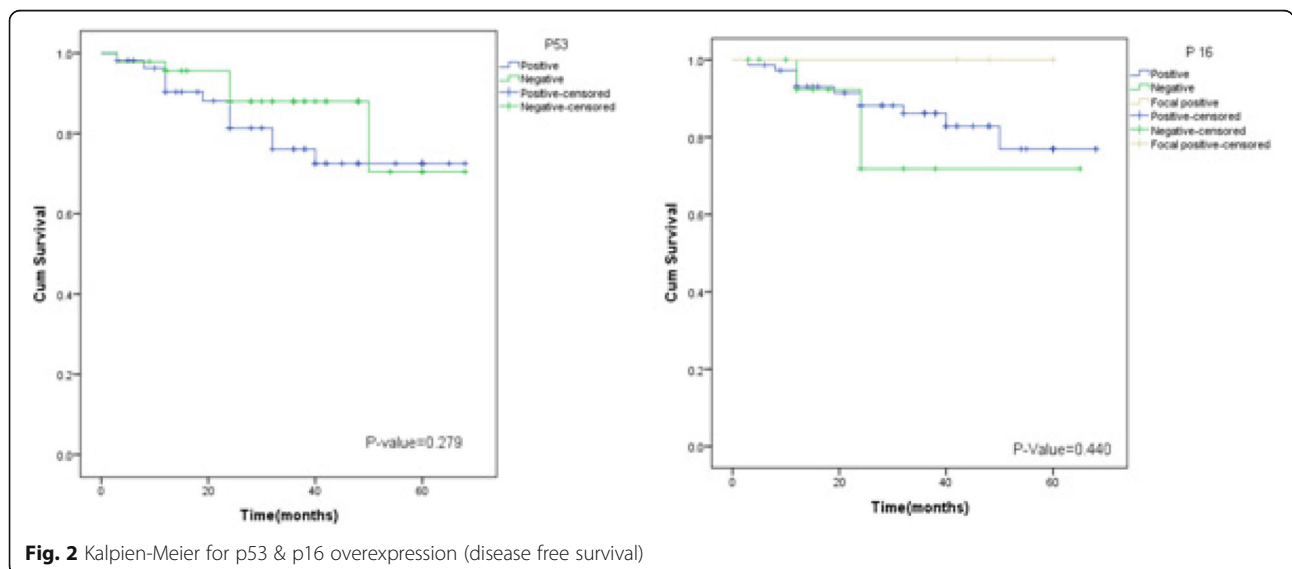 P53
Positive
Negative
Positive-censored
Negative-censored
1.0
0.8
0.6
0.4
0.2
0.0
Cum Survival
P-value=0.279
0
20
40
60
Time(months)
P 16
Positive
Negative
Focal positive
Positive-censored
Negative-censored
Focal positive-censored
1.0
0.8
0.6
0.4
0.2
0.0
Cum Survival
P-Value=0.440
0
20
40
60
Time(months)
Fig. 2 Kalpien-Meier for p53 & p16 overexpression (disease free survival)